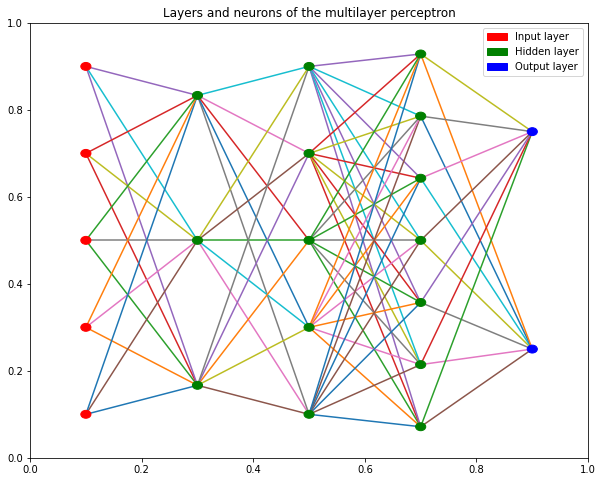 Layers and neurons of the multilayer perceptron
1.0
Input layer
Hidden layer
Output layer
0.8
0.6
0.4
0.2
0.0
0.0 0.2 0.4 0.6 0.8 1.0